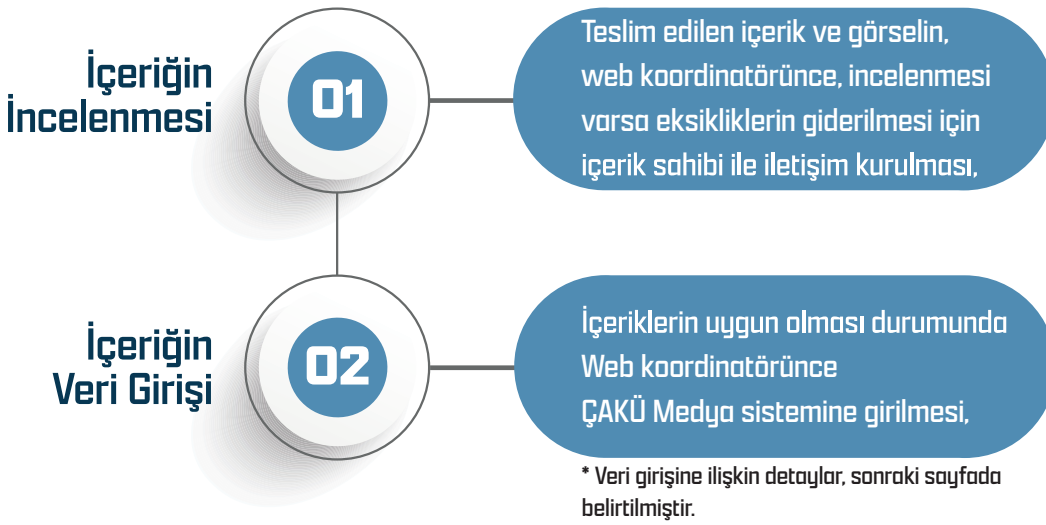 İçeriğin
İncelenmesi
01
Teslim edilen içerik ve görselin,
web koordinatörünce, incelenmesi
varsa eksikliklerin giderilmesi için
içerik sahibi ile iletişim kurulması,
İçeriğin
Veri Girişi
02
İçeriklerin uygun olması durumunda
Web koordinatörünce
ÇAKÜ Medya sistemine girilmesi,
* Veri girişine ilişkin detaylar, sonraki sayfada
belirtilmiştir.